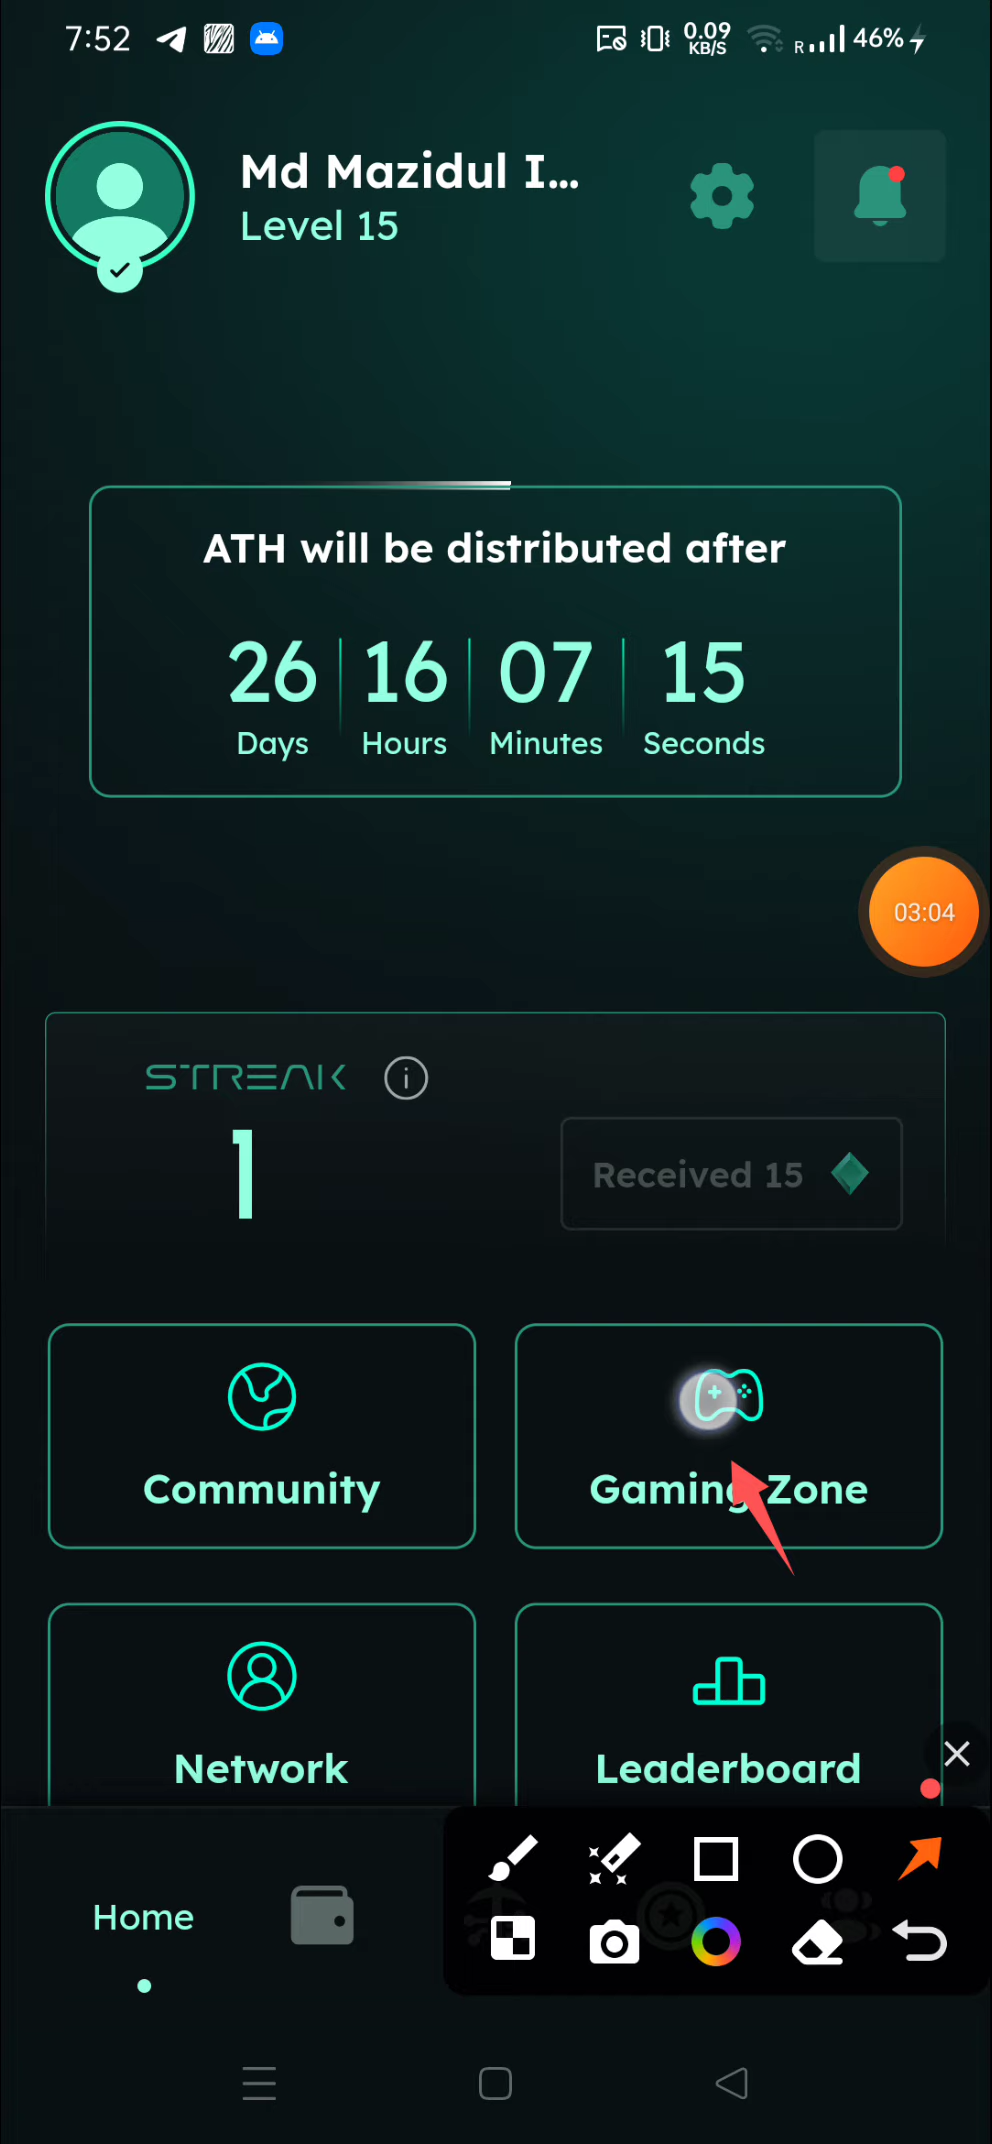 7:52 0.09 KB/S R 46%
Md Mazidul I...
Level 15
ATH will be distributed after
26 16 07 15
Days Hours Minutes Seconds
03:04
STREAK
1
Received 15
Community Gaming Zone
Network Leaderboard
Home